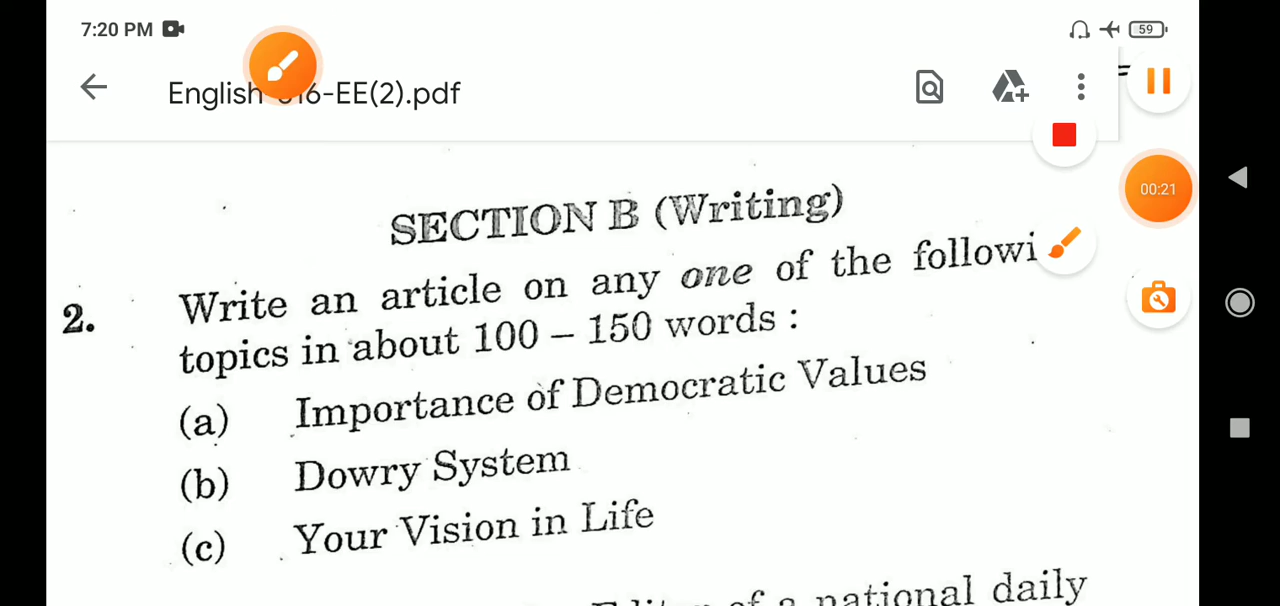 7:20 PM
59
English 316-EE(2).pdf
00:21
SECTION B (Writing)
2. Write an article on any one of the followi
topics in about 100 – 150 words :
(a) Importance of Democratic Values
(b) Dowry System
(c) Your Vision in Life
of a national daily